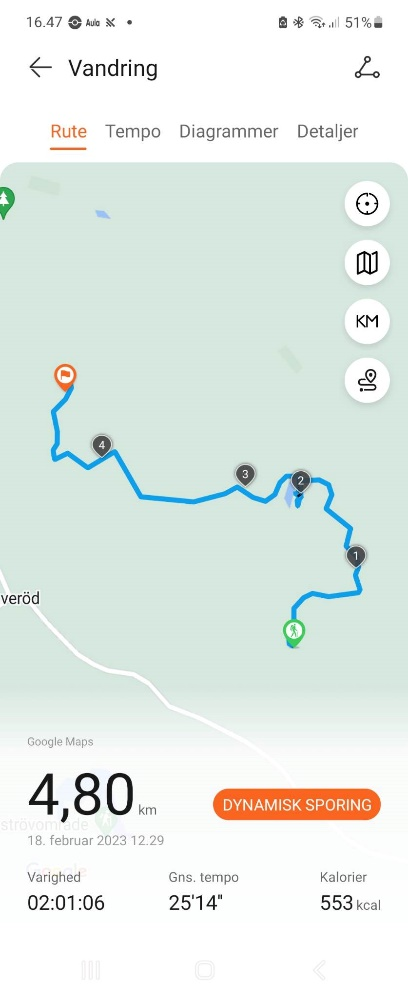 16.47 Aula 51%
Vandring
Rute Tempo Diagrammer Detaljer
KM
4
3
2
1
veröd
Google Maps
4,80 km
DYNAMISK SPORING
strövområde
18. februar 2023 12.29
Google
Varighed Gns. tempo Kalorier
02:01:06 25'14" 553 kcal